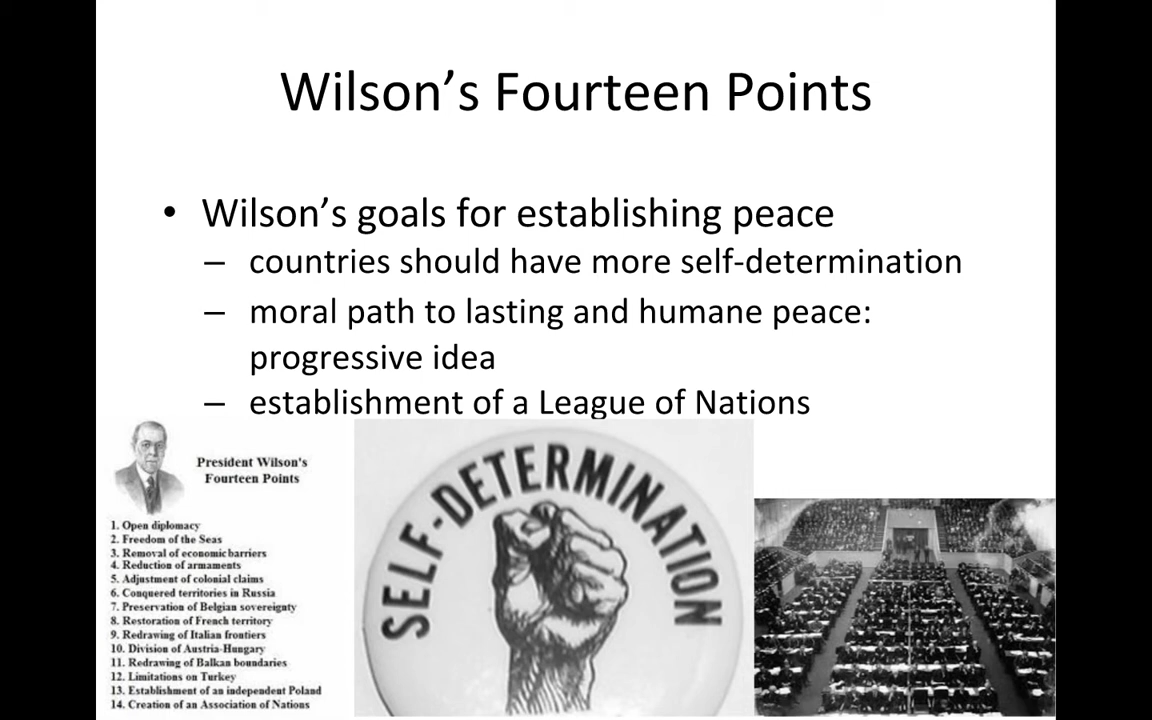 Wilson’s Fourteen Points
• Wilson’s goals for establishing peace
– countries should have more self-determination
– moral path to lasting and humane peace:
progressive idea
– establishment of a League of Nations
President Wilson's
Fourteen Points
1. Open diplomacy
2. Freedom of the Seas
3. Removal of economic barriers
4. Reduction of armaments
5. Adjustment of colonial claims
6. Conquered territories in Russia
7. Preservation of Belgian sovereignty
8. Restoration of French territory
9. Redrawing of Italian frontiers
10. Division of Austria-Hungary
11. Redrawing of Balkan boundaries
12. Limitations on Turkey
13. Establishment of an independent Poland
14. Creation of an Association of Nations
SELF-DETERMINATION